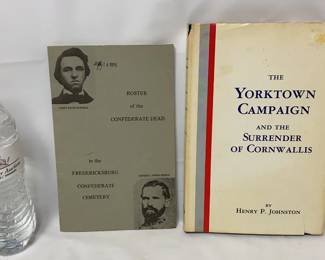 ROSTER
of the
CONFEDERATE DEAD
in the
FREDERICKSBURG
CONFEDERATE
CEMETERY
THE
YORKTOWN
CAMPAIGN
AND THE
SURRENDER
OF CORNWALLIS
BY
HENRY P. JOHNSTON